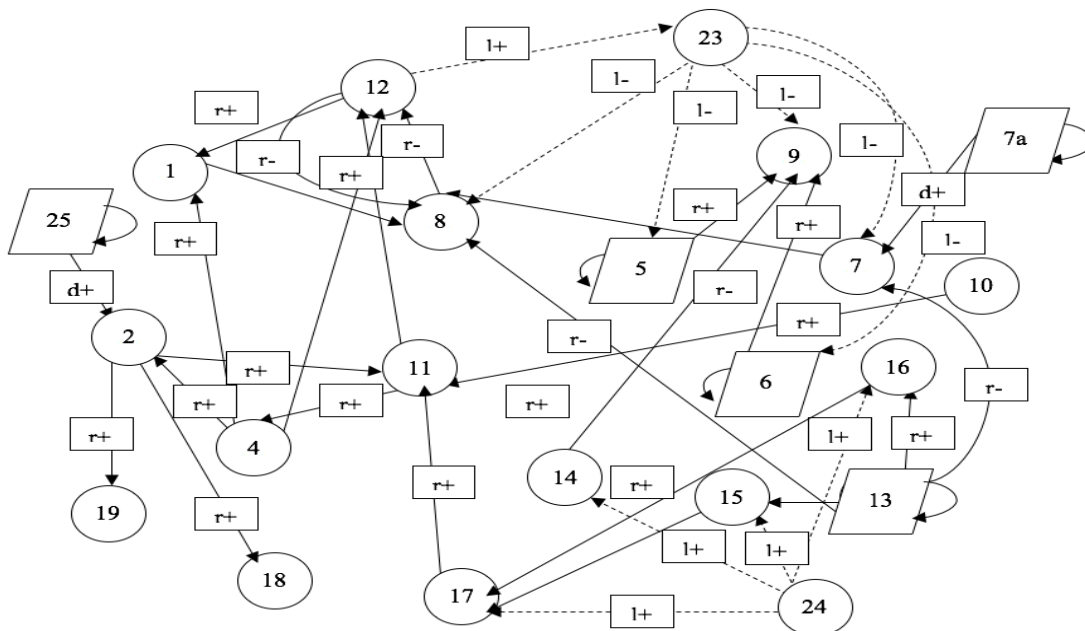 23
l+
12
l-
l-
l-
r+
7a
l-
r-
r-
9
1
r+
d+
25
r+
8
r+
l-
r+
5
7
d+
r-
10
2
r-
r+
r+
11
6
16
r-
r+
r+
r+
l+
r+
r+
4
r+
14
r+
15
13
19
r+
l+
l+
18
17
l+
24